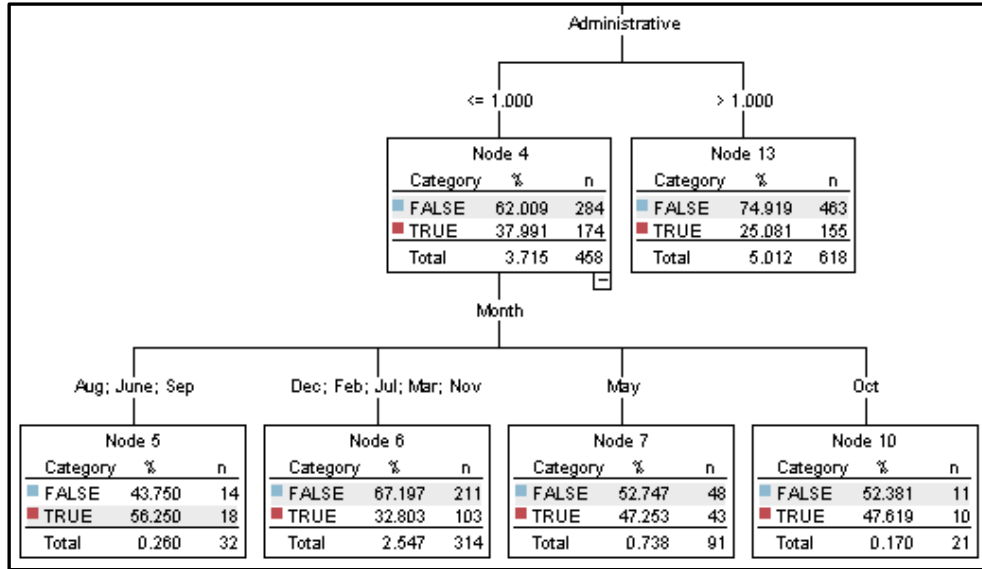 Administrative
<= 1.000 > 1.000
Node 4 Node 13
Category % n Category % n
FALSE 62.009 284 FALSE 74.919 463
TRUE 37.991 174 TRUE 25.081 155
Total 3.715 458 Total 5.012 618
Month
Aug; June; Sep Dec; Feb; Jul; Mar; Nov May Oct
Node 5 Node 6 Node 7 Node 10
Category % n Category % n Category % n Category % n
FALSE 43.750 14 FALSE 67.197 211 FALSE 52.747 48 FALSE 52.381 11
TRUE 56.250 18 TRUE 32.803 103 TRUE 47.253 43 TRUE 47.619 10
Total 0.260 32 Total 2.547 314 Total 0.738 91 Total 0.170 21